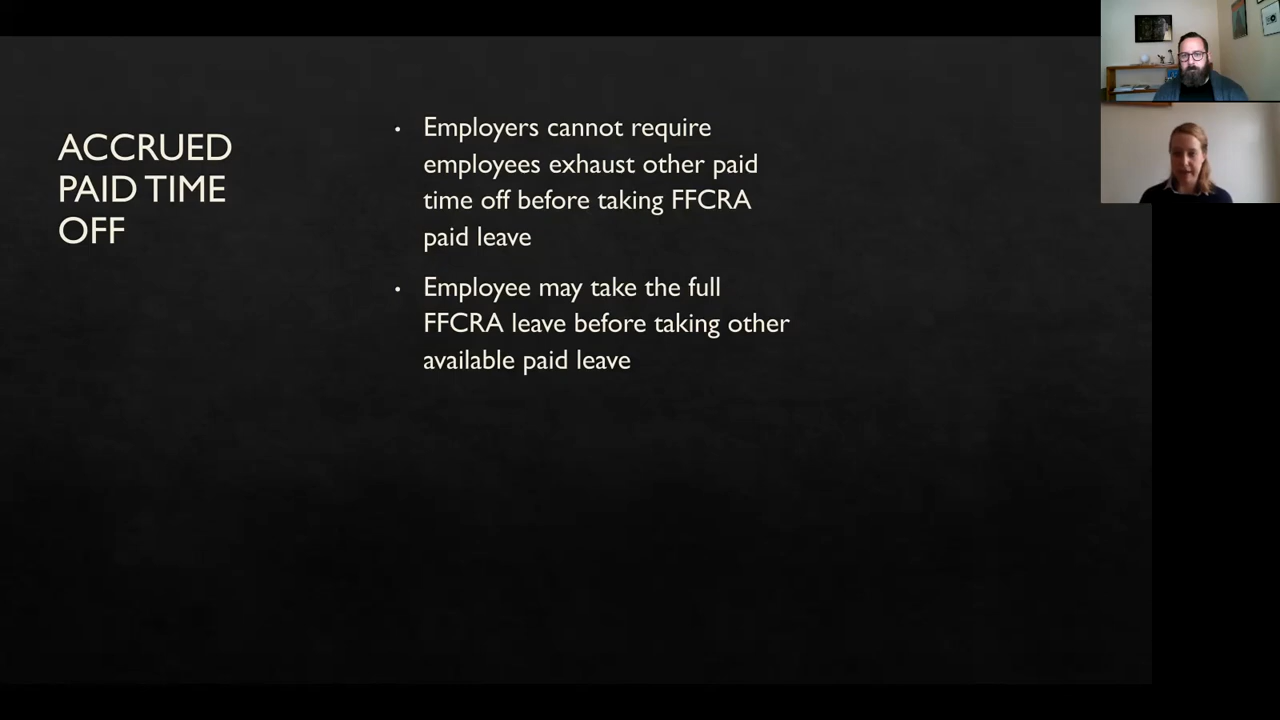 ACCRUED
PAID TIME
OFF
• Employers cannot require
employees exhaust other paid
time off before taking FFCRA
paid leave
• Employee may take the full
FFCRA leave before taking other
available paid leave